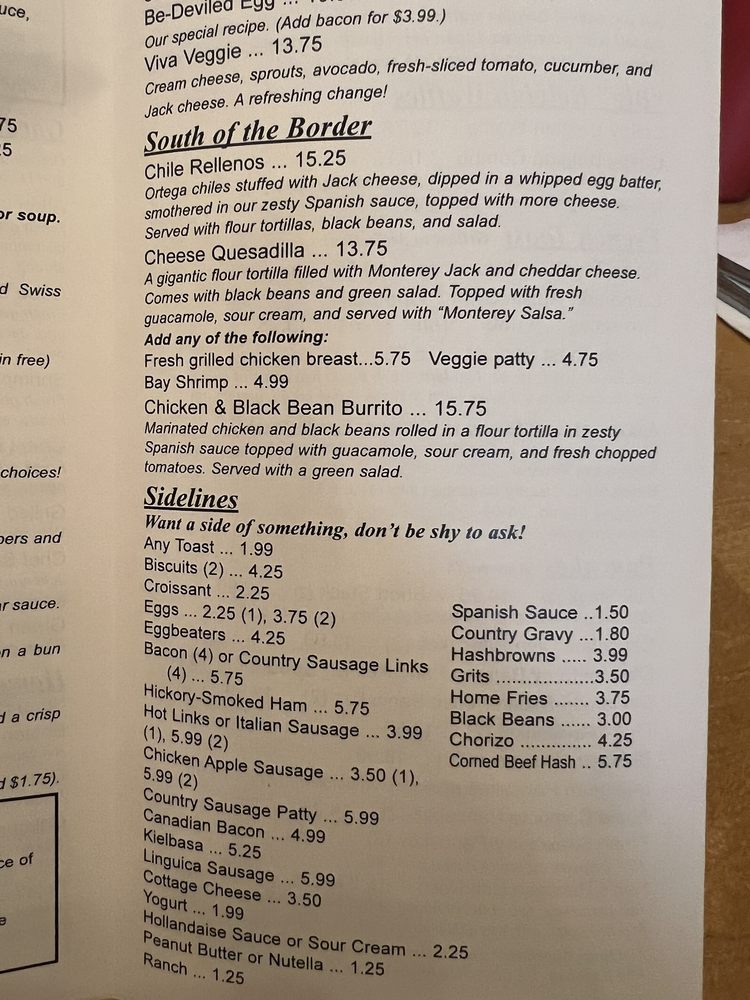 uce,
75
5
or soup.
d Swiss
in free)
choices!
pers and
ar sauce.
n a bun
d a crisp
d $1.75).
ce of
e
Be-Deviled Egg ...
Our special recipe. (Add bacon for $3.99.)
Viva Veggie ... 13.75
Cream cheese, sprouts, avocado, fresh-sliced tomato, cucumber, and
Jack cheese. A refreshing change!
South of the Border
Chile Rellenos ... 15.25
Ortega chiles stuffed with Jack cheese, dipped in a whipped egg batter,
smothered in our zesty Spanish sauce, topped with more cheese.
Served with flour tortillas, black beans, and salad.
Cheese Quesadilla ... 13.75
A gigantic flour tortilla filled with Monterey Jack and cheddar cheese.
Comes with black beans and green salad. Topped with fresh
guacamole, sour cream, and served with “Monterey Salsa.”
Add any of the following:
Fresh grilled chicken breast...5.75 Veggie patty ... 4.75
Bay Shrimp ... 4.99
Chicken & Black Bean Burrito ... 15.75
Marinated chicken and black beans rolled in a flour tortilla in zesty
Spanish sauce topped with guacamole, sour cream, and fresh chopped
tomatoes. Served with a green salad.
Sidelines
Want a side of something, don’t be shy to ask!
Any Toast ... 1.99
Biscuits (2) ... 4.25
Croissant ... 2.25
Eggs ... 2.25 (1), 3.75 (2)
Eggbeaters ... 4.25
Bacon (4) or Country Sausage Links
(4) ... 5.75
Hickory-Smoked Ham ... 5.75
Hot Links or Italian Sausage ... 3.99
(1), 5.99 (2)
Chicken Apple Sausage ... 3.50 (1),
5.99 (2)
Country Sausage Patty ... 5.99
Canadian Bacon ... 4.99
Kielbasa ... 5.25
Linguica Sausage ... 5.99
Cottage Cheese ... 3.50
Yogurt ... 1.99
Hollandaise Sauce or Sour Cream ... 2.25
Peanut Butter or Nutella ... 1.25
Ranch ... 1.25
Spanish Sauce ..1.50
Country Gravy ...1.80
Hashbrowns ..... 3.99
Grits .....................3.50
Home Fries ....... 3.75
Black Beans ...... 3.00
Chorizo .............. 4.25
Corned Beef Hash .. 5.75